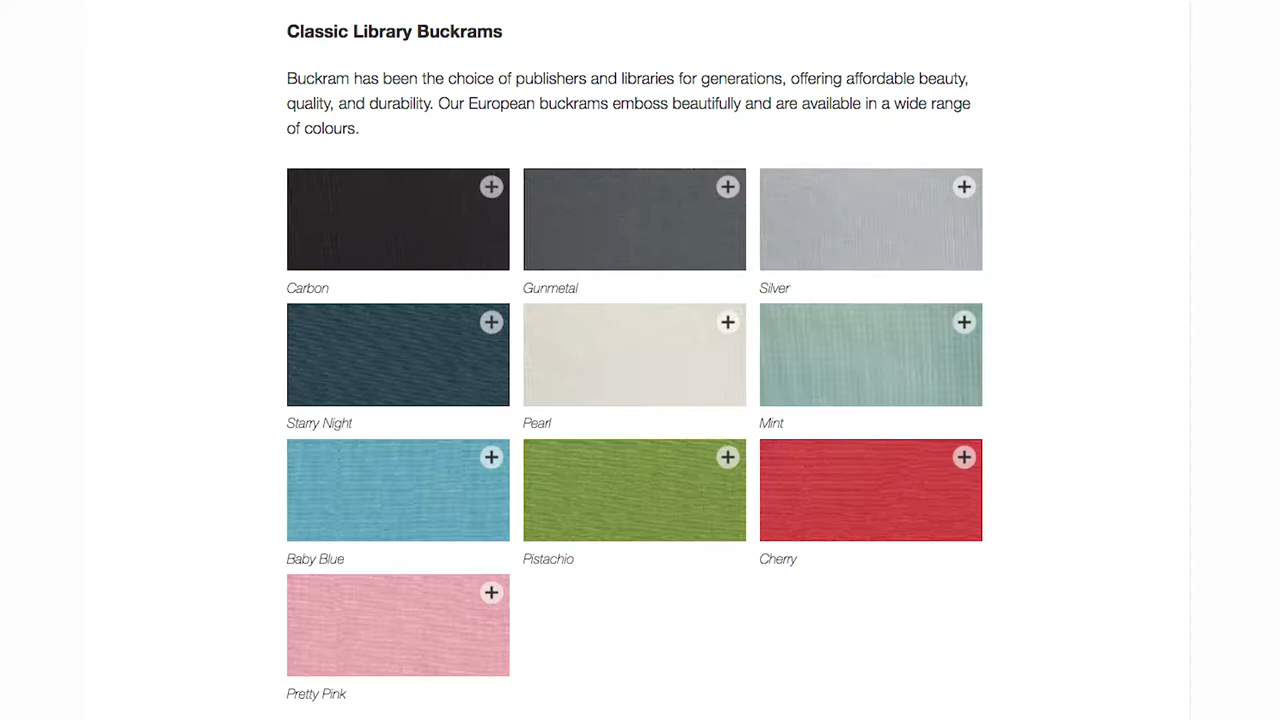 Classic Library Buckrams
Buckram has been the choice of publishers and libraries for generations, offering affordable beauty,
quality, and durability. Our European buckrams emboss beautifully and are available in a wide range
of colours.
Carbon
Gunmetal
Silver
Starry Night
Pearl
Mint
Baby Blue
Pistachio
Cherry
Pretty Pink